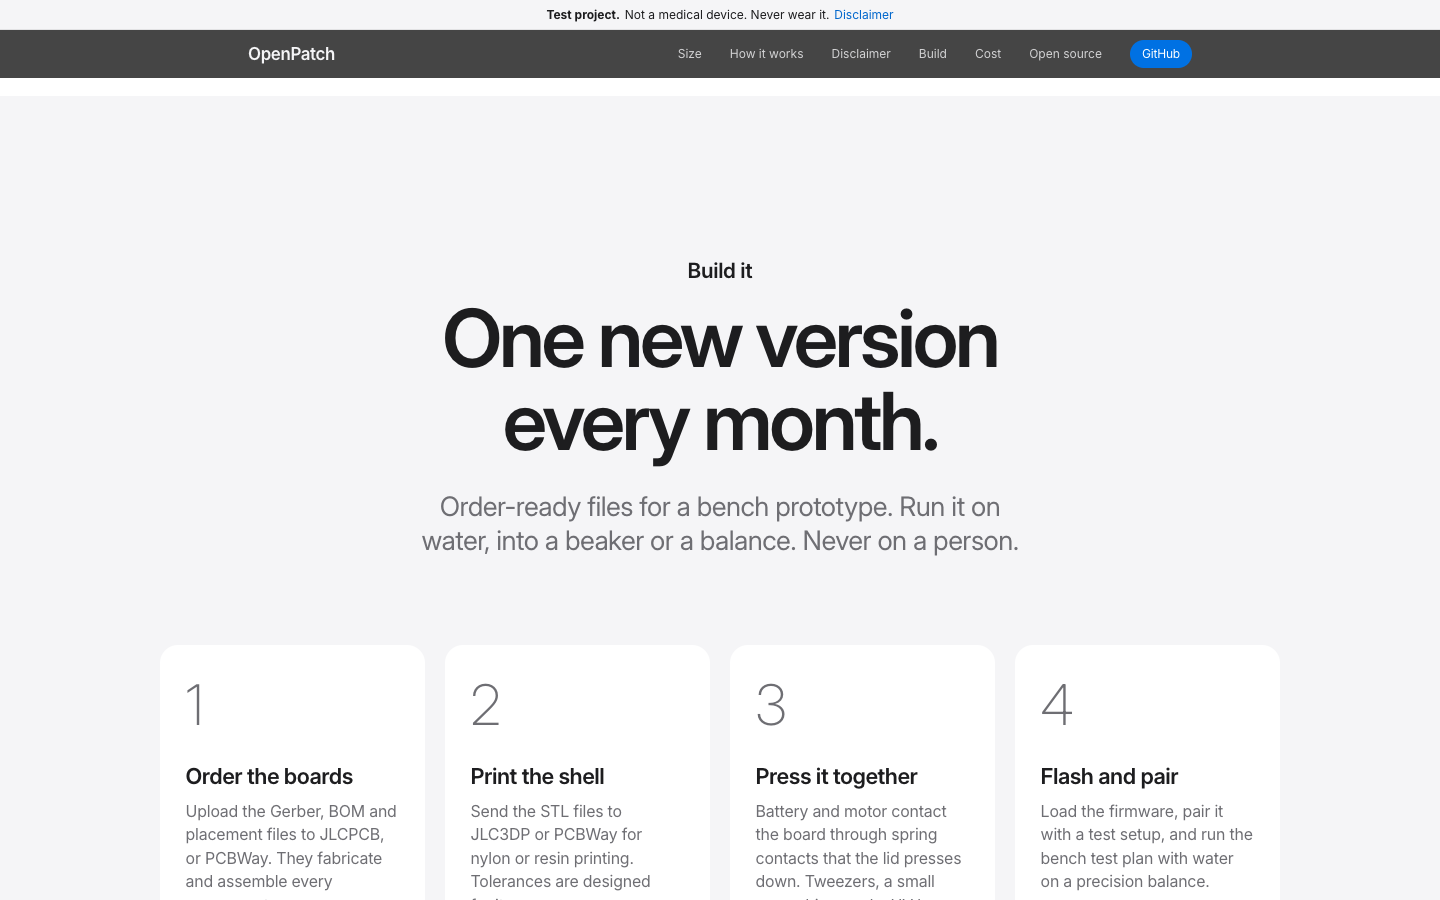 Test project. Not a medical device. Never wear it. Disclaimer
OpenPatch
Size How it works Disclaimer Build Cost Open source GitHub
Build it
One new version
every month.
Order-ready files for a bench prototype. Run it on
water, into a beaker or a balance. Never on a person.
1
Order the boards
Upload the Gerber, BOM and
placement files to JLCPCB,
or PCBWay. They fabricate
and assemble every
2
Print the shell
Send the STL files to
JLC3DP or PCBWay for
nylon or resin printing.
Tolerances are designed
3
Press it together
Battery and motor contact
the board through spring
contacts that the lid presses
down. Tweezers, a small
4
Flash and pair
Load the firmware, pair it
with a test setup, and run the
bench test plan with water
on a precision balance.